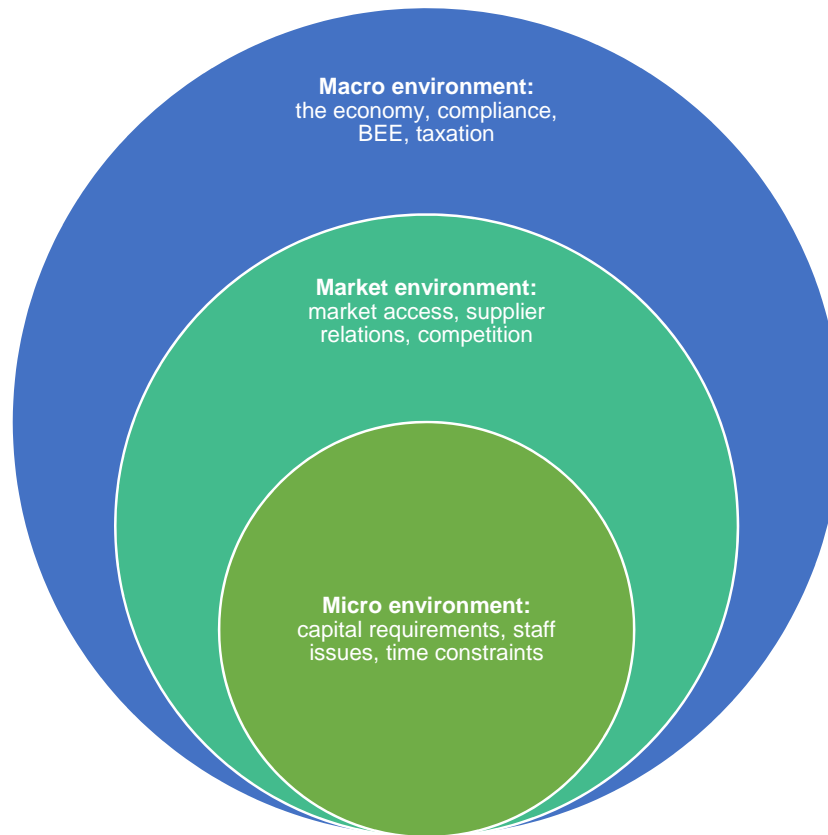 Macro environment:
the economy, compliance,
BEE, taxation
Market environment:
market access, supplier
relations, competition
Micro environment:
capital requirements, staff
issues, time constraints